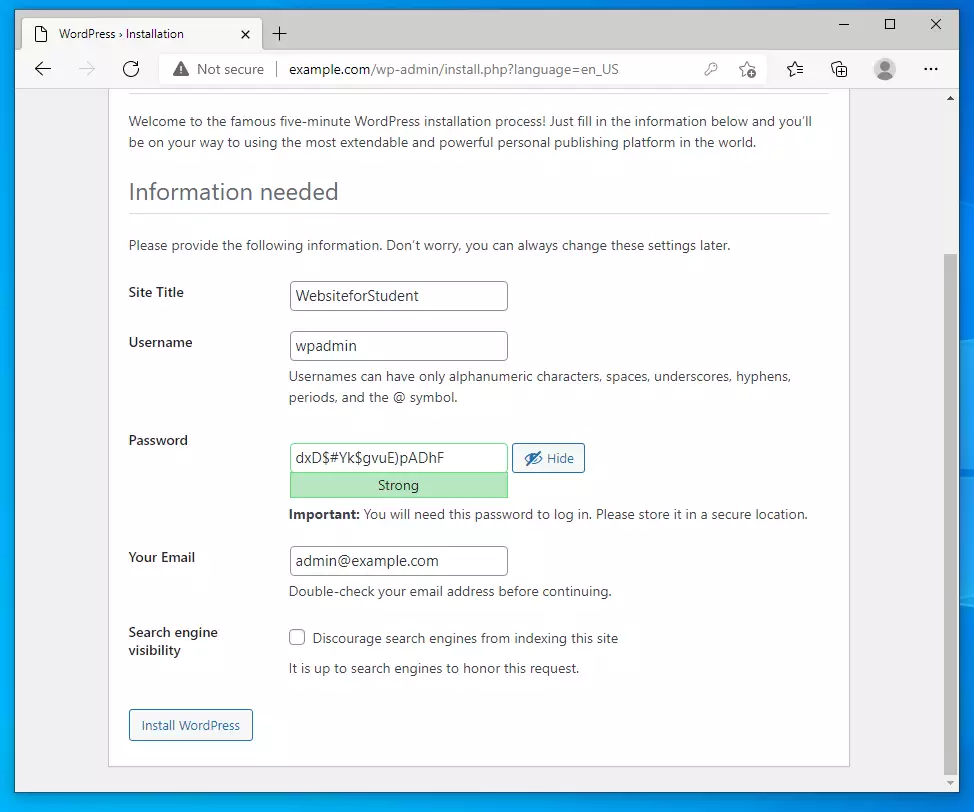 WordPress › Installation
Not secure
example.com/wp-admin/install.php?language=en_US
Welcome to the famous five-minute WordPress installation process! Just fill in the information below and you’ll
be on your way to using the most extendable and powerful personal publishing platform in the world.
Information needed
Please provide the following information. Don’t worry, you can always change these settings later.
Site Title
WebsiteforStudent
Username
wpadmin
Usernames can have only alphanumeric characters, spaces, underscores, hyphens,
periods, and the @ symbol.
Password
dxD$#Yk$gvuE)pADhF
Hide
Strong
Important: You will need this password to log in. Please store it in a secure location.
Your Email
admin@example.com
Double-check your email address before continuing.
Search engine
visibility
Discourage search engines from indexing this site
It is up to search engines to honor this request.
Install WordPress